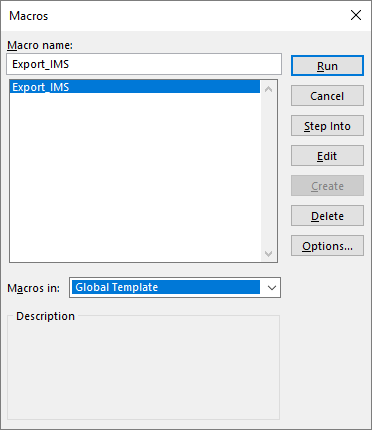 Macros
Macro name:
Export_IMS
Run
Export_IMS
Cancel
Step Into
Edit
Create
Delete
Options...
Macros in:
Global Template
Description